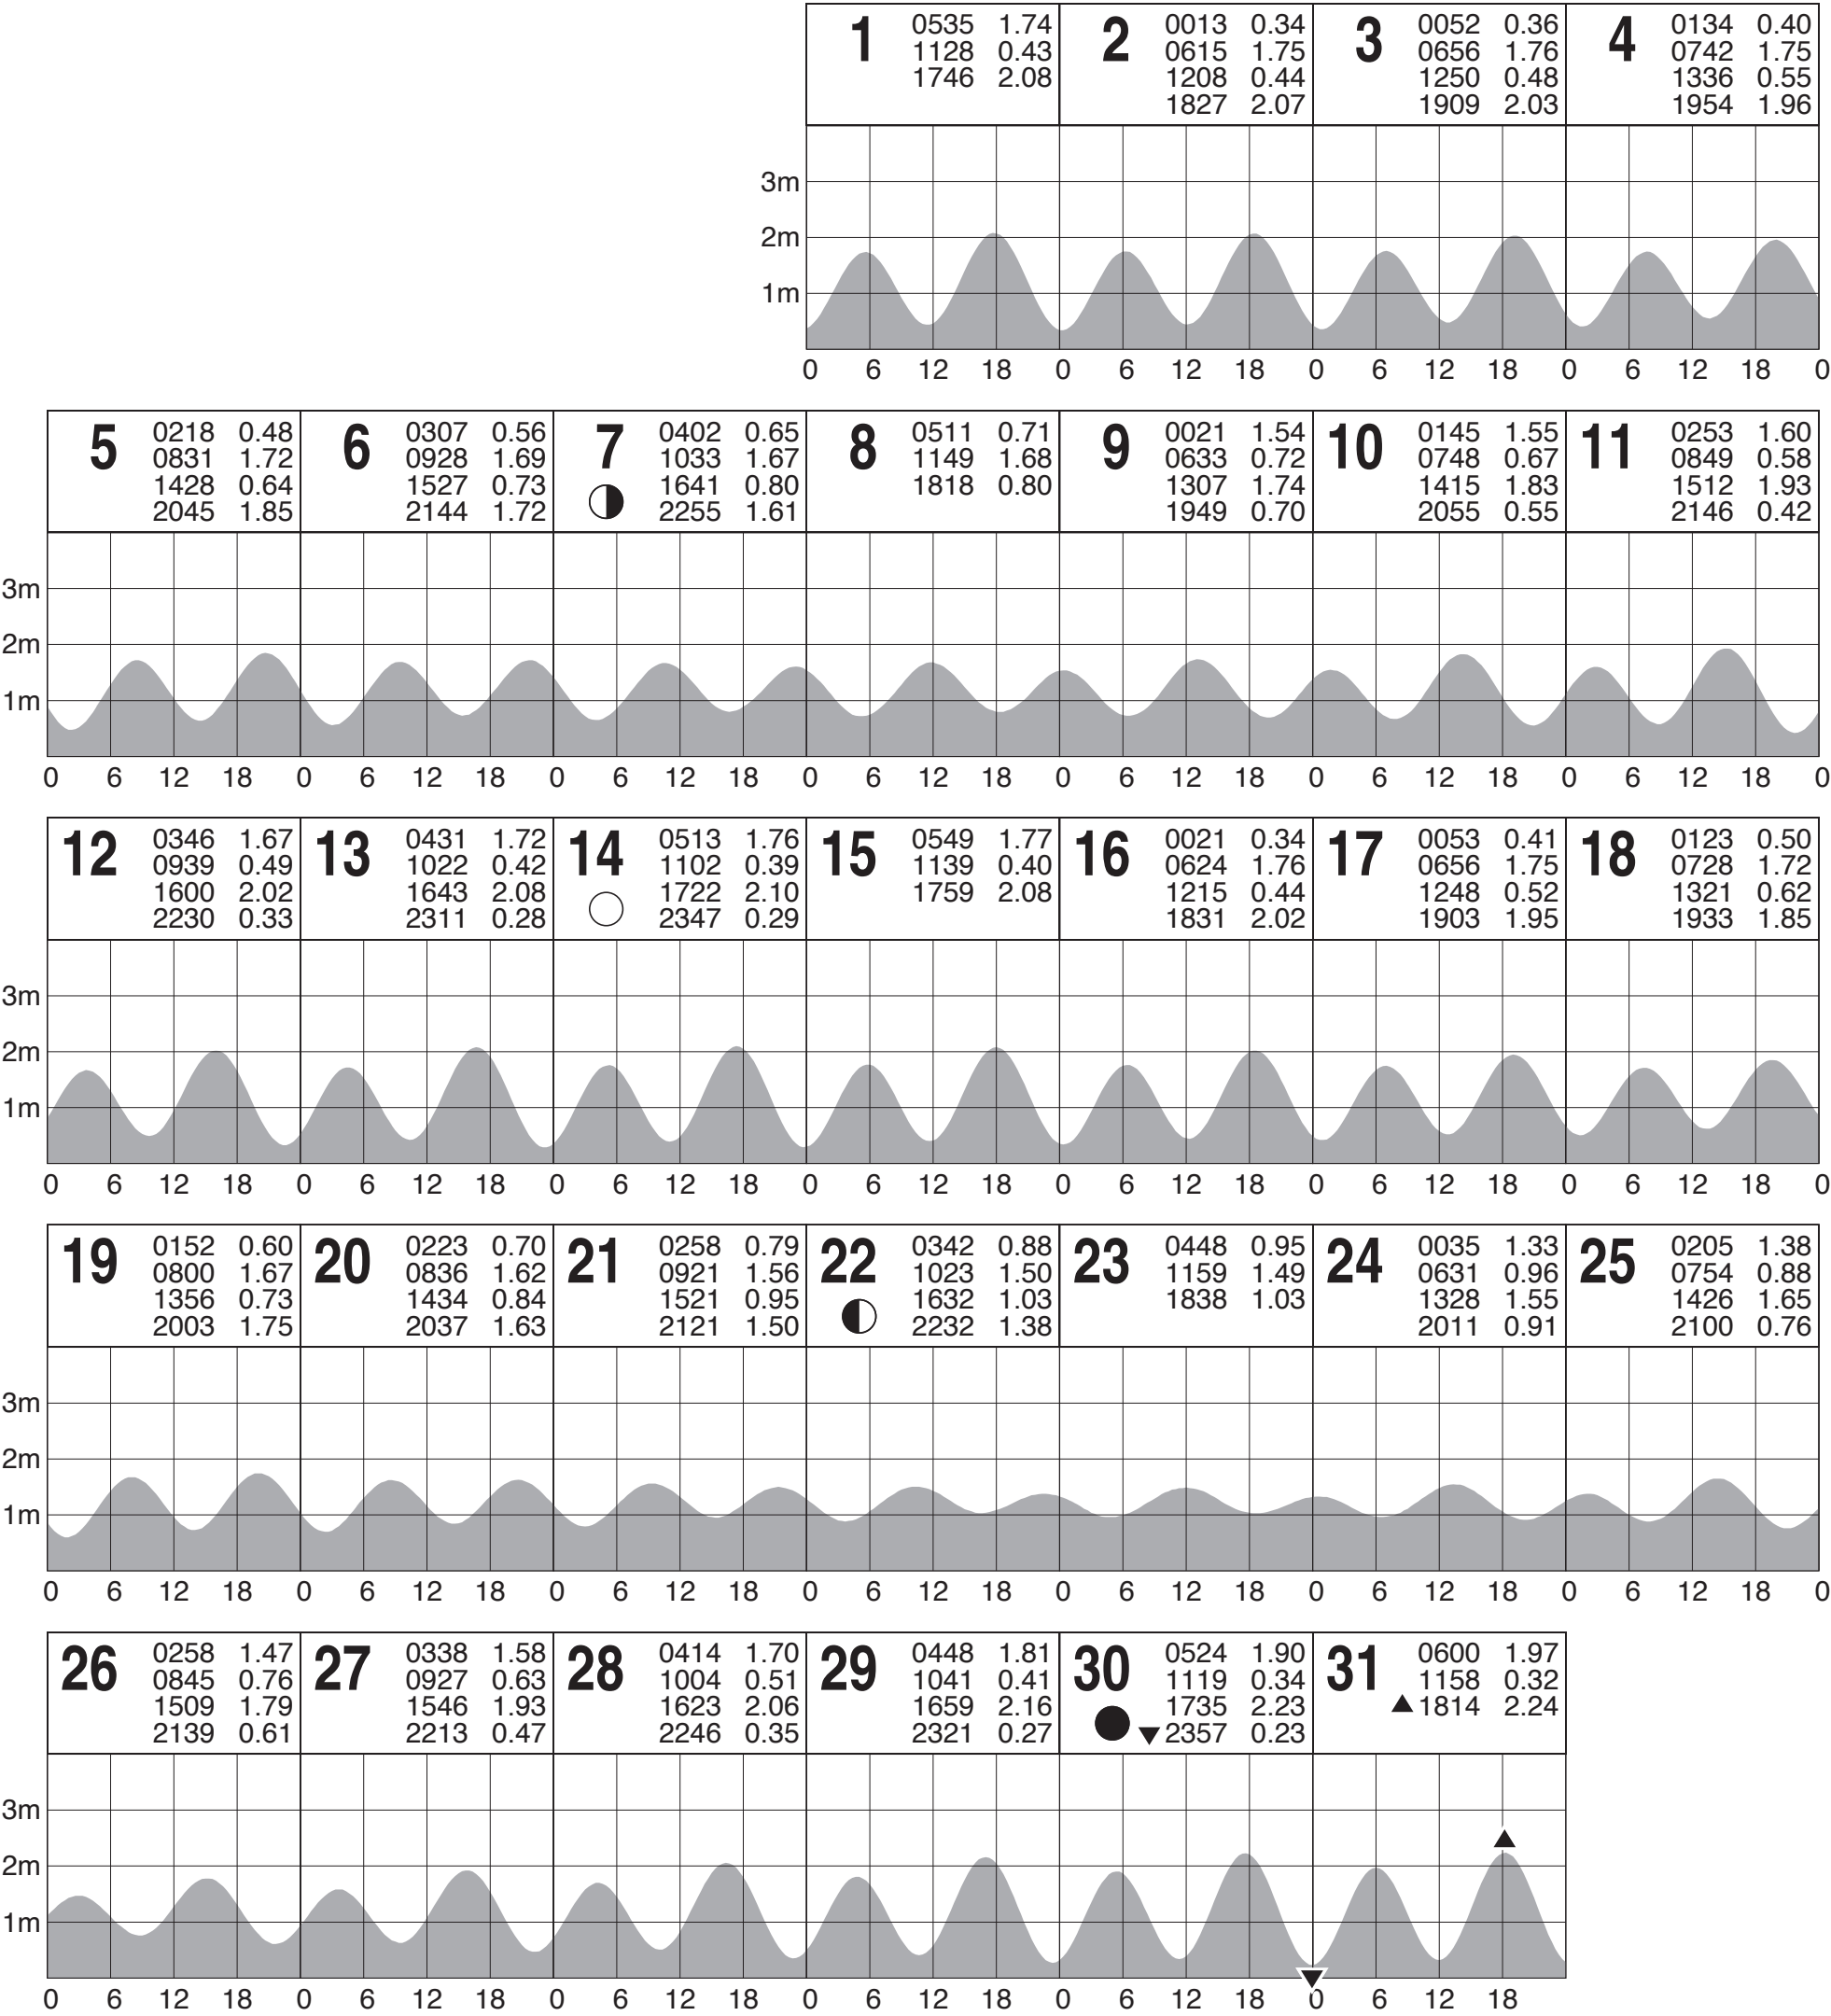 1 0535 1.74 2 0013 0.34 3 0052 0.36 4 0134 0.40
1128 0.43 0615 1.75 0656 1.76 0742 1.75
1746 2.08 1208 0.44 1250 0.48 1336 0.55
1827 2.07 1909 2.03 1954 1.96
3m
2m
1m
0 6 12 18 0 6 12 18 0 6 12 18 0 6 12 18 0
5 0218 0.48 6 0307 0.56 7 0402 0.65 8 0511 0.71 9 0021 1.54 10 0145 1.55 11 0253 1.60
0831 1.72 0928 1.69 1033 1.67 1149 1.68 0633 0.72 0748 0.67 0849 0.58
1428 0.64 1527 0.73 1641 0.80 1818 0.80 1307 1.74 1415 1.83 1512 1.93
2045 1.85 2144 1.72 2255 1.61 1949 0.70 2055 0.55 2146 0.42
3m
2m
1m
0 6 12 18 0 6 12 18 0 6 12 18 0 6 12 18 0 6 12 18 0 6 12 18 0 6 12 18 0
12 0346 1.67 13 0431 1.72 14 0513 1.76 15 0549 1.77 16 0021 0.34 17 0053 0.41 18 0123 0.50
0939 0.49 1022 0.42 1102 0.39 1139 0.40 0624 1.76 0656 1.75 0728 1.72
1600 2.02 1643 2.08 1722 2.10 1759 2.08 1215 0.44 1248 0.52 1321 0.62
2230 0.33 2311 0.28 2347 0.29 1831 2.02 1903 1.95 1933 1.85
3m
2m
1m
0 6 12 18 0 6 12 18 0 6 12 18 0 6 12 18 0 6 12 18 0 6 12 18 0 6 12 18 0
19 0152 0.60 20 0223 0.70 21 0258 0.79 22 0342 0.88 23 0448 0.95 24 0035 1.33 25 0205 1.38
0800 1.67 0836 1.62 0921 1.56 1023 1.50 1159 1.49 0631 0.96 0754 0.88
1356 0.73 1434 0.84 1521 0.95 1632 1.03 1838 1.03 1328 1.55 1426 1.65
2003 1.75 2037 1.63 2121 1.50 2232 1.38 2011 0.91 2100 0.76
3m
2m
1m
0 6 12 18 0 6 12 18 0 6 12 18 0 6 12 18 0 6 12 18 0 6 12 18 0 6 12 18 0
26 0258 1.47 27 0338 1.58 28 0414 1.70 29 0448 1.81 30 0524 1.90 31 0600 1.97
0845 0.76 0927 0.63 1004 0.51 1041 0.41 1119 0.34 1158 0.32
1509 1.79 1546 1.93 1623 2.06 1659 2.16 1735 2.23 ▲1814 2.24
2139 0.61 2213 0.47 2246 0.35 2321 0.27 ▼2357 0.23
3m
2m
1m
0 6 12 18 0 6 12 18 0 6 12 18 0 6 12 18 0 6 12 18 0 6 12 18